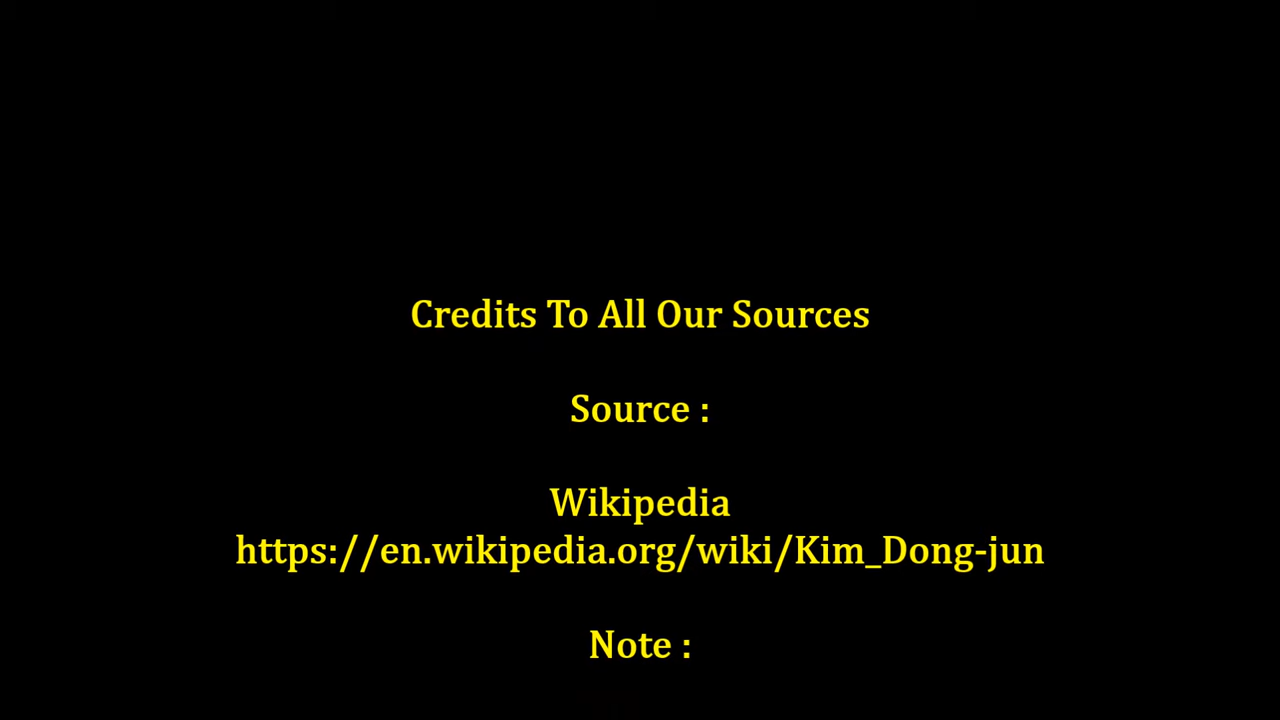 Credits To All Our Sources
Source :
Wikipedia
https://en.wikipedia.org/wiki/Kim_Dong-jun
Note :